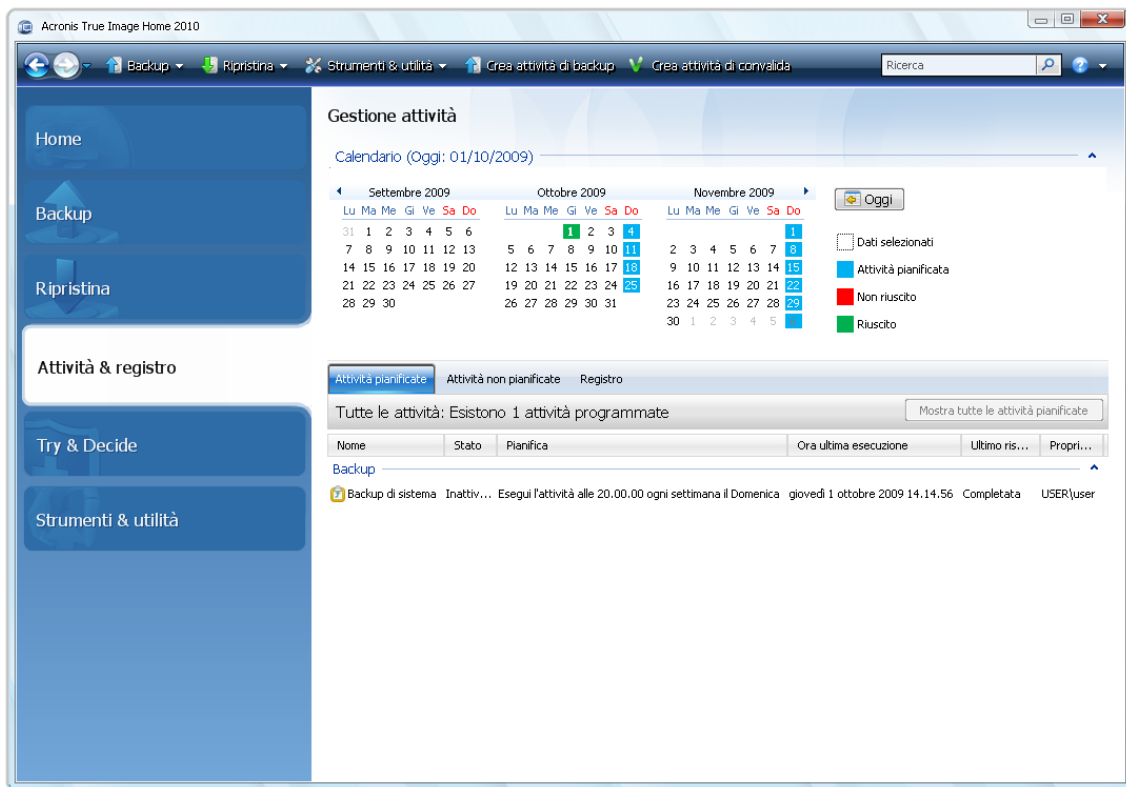 Acronis True Image Home 2010
Backup Ripristina Strumenti & utilità Crea attività di backup Crea attività di convalida Ricerca
Home
Backup
Ripristina
Attività & registro
Try & Decide
Strumenti & utilità
Gestione attività
Calendario (Oggi: 01/10/2009)
Settembre 2009 Ottobre 2009 Novembre 2009
Lu Ma Me Gi Ve Sa Do Lu Ma Me Gi Ve Sa Do Lu Ma Me Gi Ve Sa Do
31 1 2 3 4 5 6 1 2 3 4 1
7 8 9 10 11 12 13 5 6 7 8 9 10 11 2 3 4 5 6 7 8
14 15 16 17 18 19 20 12 13 14 15 16 17 18 9 10 11 12 13 14 15
21 22 23 24 25 26 27 19 20 21 22 23 24 25 16 17 18 19 20 21 22
28 29 30 26 27 28 29 30 31 23 24 25 26 27 28 29
30 1 2 3 4 5
Oggi
Dati selezionati
Attività pianificata
Non riuscito
Riuscito
Attività pianificate Attività non pianificate Registro
Tutte le attività: Esistono 1 attività programmate Mostra tutte le attività pianificate
Nome Stato Pianifica Ora ultima esecuzione Ultimo ris... Propri...
Backup
Backup di sistema Inattiv... Esegui l'attività alle 20.00.00 ogni settimana il Domenica giovedì 1 ottobre 2009 14.14.56 Completata USER\user